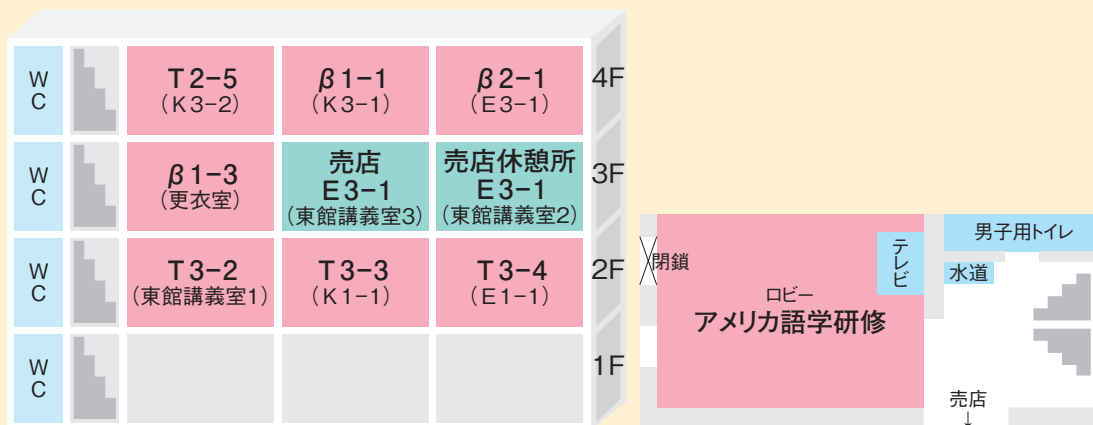 WC
T2-5
(K3-2)
β1-1
(K3-1)
β2-1
(E3-1)
4F
WC
β1-3
(更衣室)
売店
E3-1
(東館講義室3)
売店休憩所
E3-1
(東館講義室2)
3F
WC
T3-2
(東館講義室1)
T3-3
(K1-1)
T3-4
(E1-1)
2F
WC
1F
閉鎖
ロビー
アメリカ語学研修
テレビ
男子用トイレ
水道
売店
↓